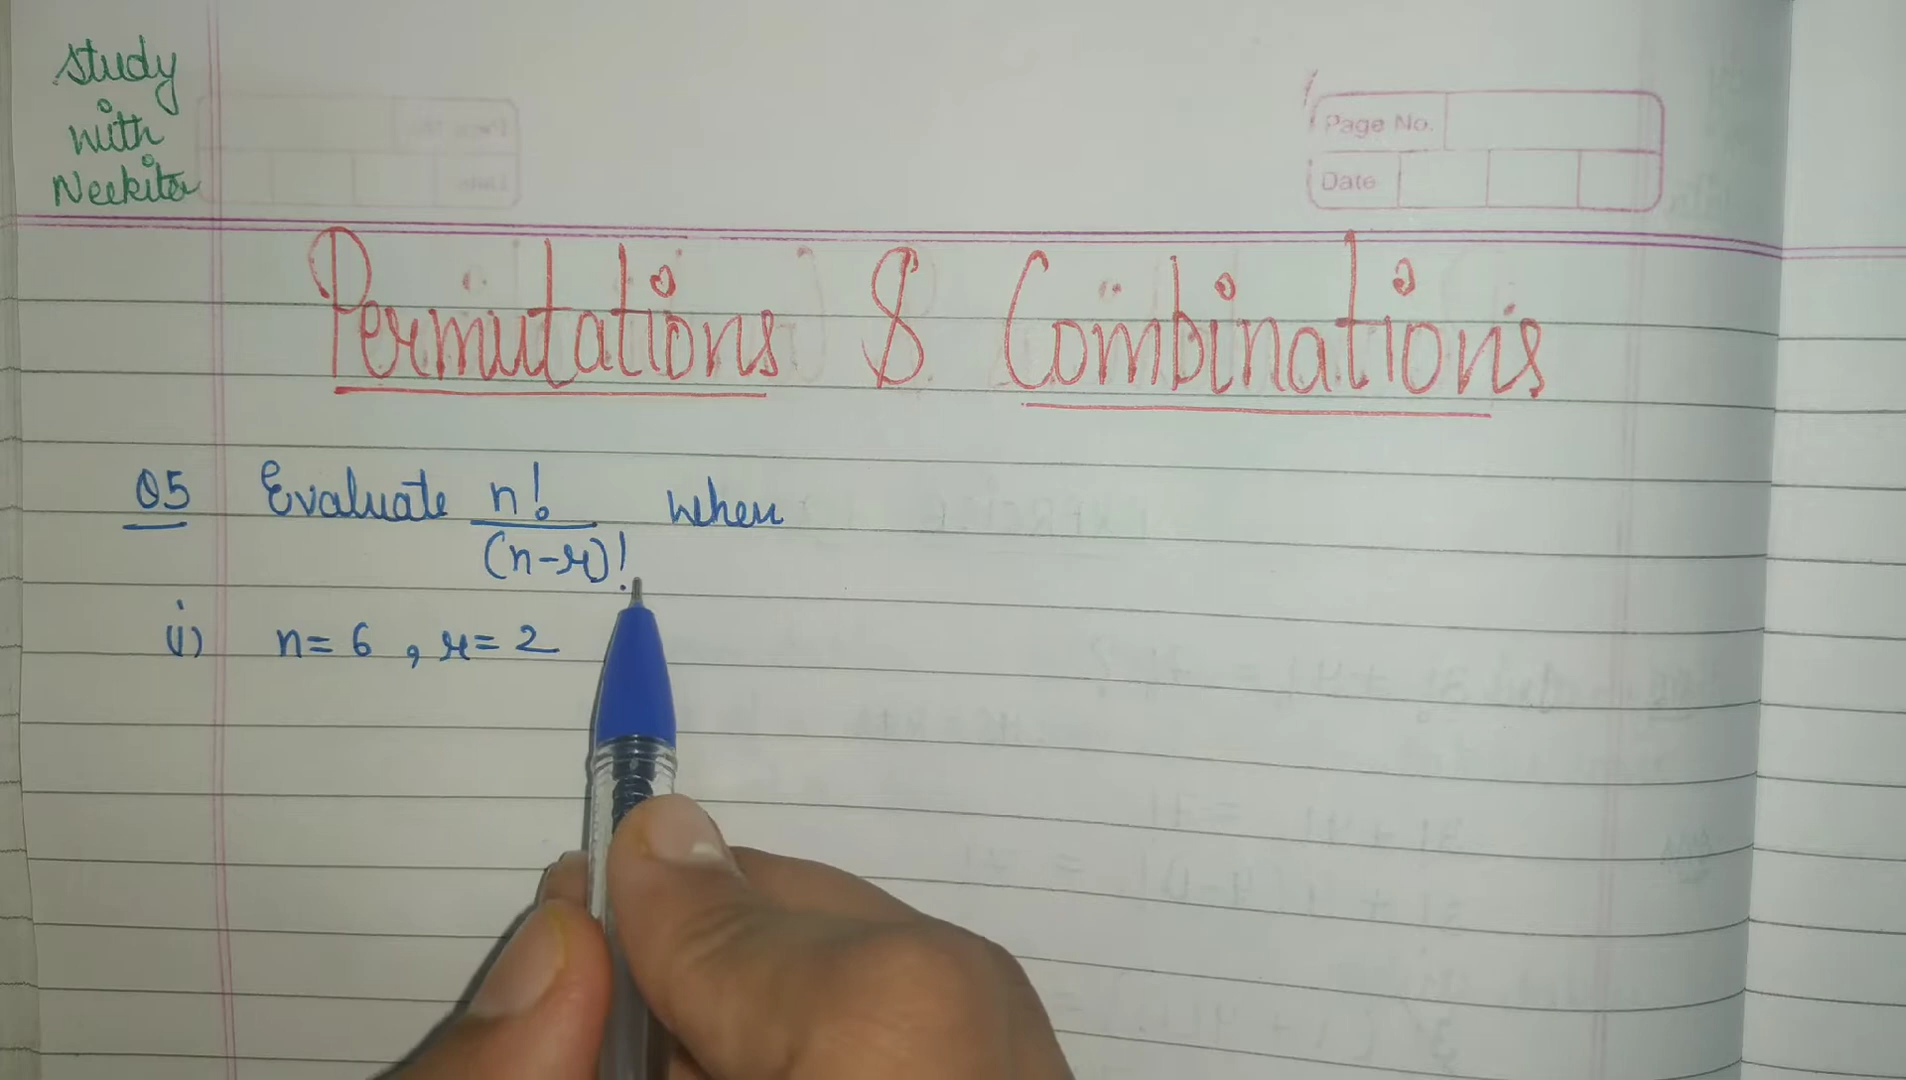 study
with
Neekita
Page No.
Date
Permutations & Combinations
Q5 Evaluate n! when
(n-r)!
(i) n= 6 , r= 2